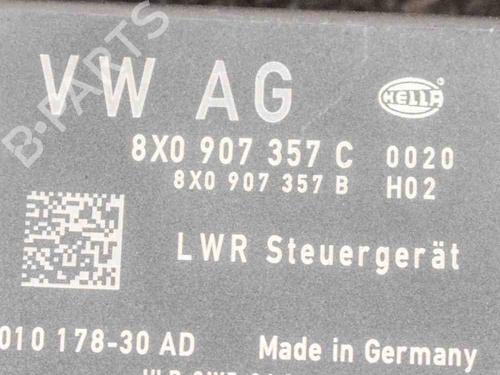 VW AG
HELLA
8X0 907 357 C 0020
8X0 907 357 B H02
LWR Steuergerät
010 178-30 AD Made in Germany
B-PARTS